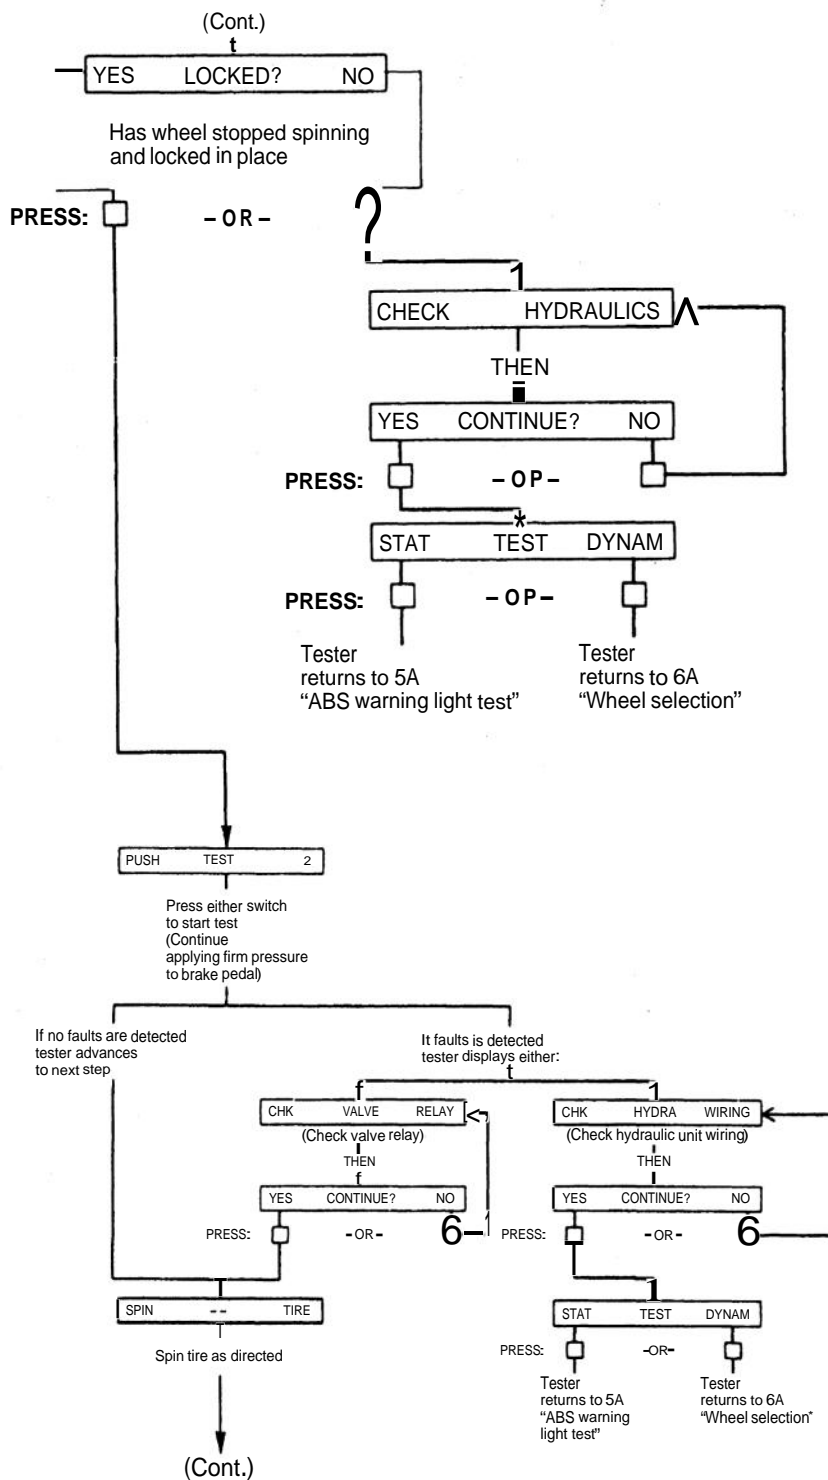 (Cont.)
YES LOCKED? NO
Has wheel stopped spinning
and locked in place
PRESS: – OR –
?
1
CHECK HYDRAULICS
THEN
YES CONTINUE? NO
PRESS: – OP –
*
STAT TEST DYNAM
PRESS: – OP –
Tester
returns to 5A
“ABS warning light test”
Tester
returns to 6A
“Wheel selection”
PUSH TEST 2
Press either switch
to start test
(Continue
applying firm pressure
to brake pedal)
If no faults are detected
tester advances
to next step
It faults is detected
tester displays either:
t
f 1
CHK VALVE RELAY
(Check valve relay)
THEN
f
YES CONTINUE? NO
PRESS: -OR- 6
CHK HYDRA WIRING
(Check hydraulic unit wiring)
THEN
YES CONTINUE? NO
PRESS: -OR- 6
SPIN -- TIRE
Spin tire as directed
(Cont.)
STAT TEST DYNAM
PRESS: -OR-
Tester
returns to 5A
“ABS warning
light test”
Tester
returns to 6A
“Wheel selection*